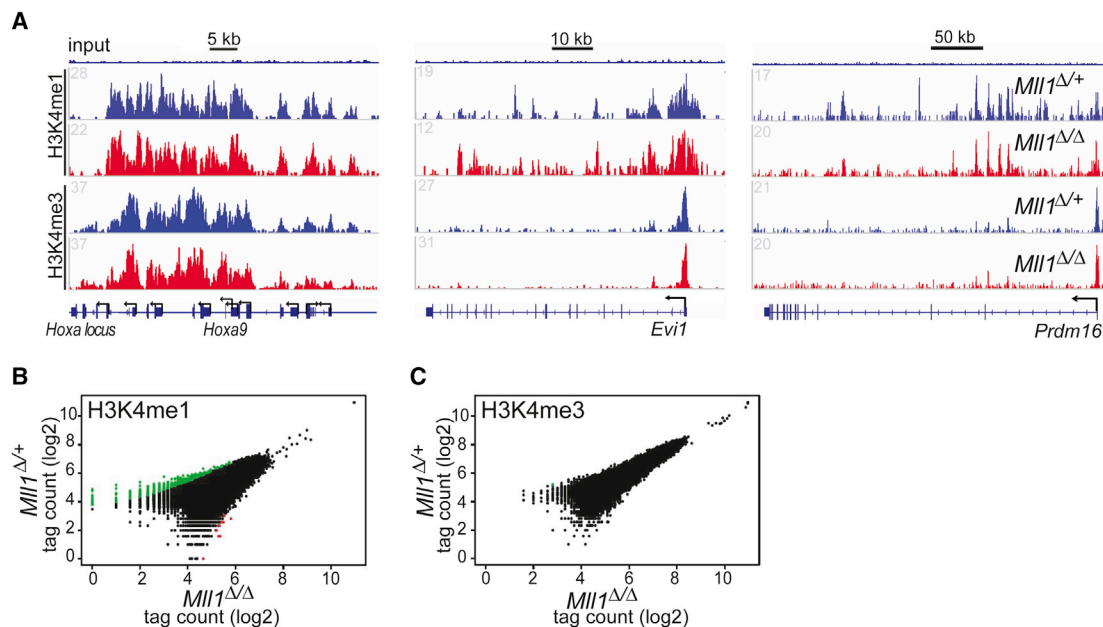 A
input
5 kb
10 kb
50 kb
H3K4me1
H3K4me3
28
22
37
37
19
12
27
31
17
20
21
20
Mll1Δ/+
Mll1Δ/Δ
Mll1Δ/+
Mll1Δ/Δ
Hoxa locus
Hoxa9
Evi1
Prdm16
B
H3K4me1
Mll1Δ/+
tag count (log2)
10
8
6
4
2
0
0 2 4 6 8 10
Mll1Δ/Δ
tag count (log2)
C
H3K4me3
Mll1Δ/+
tag count (log2)
10
8
6
4
2
0
0 2 4 6 8 10
Mll1Δ/Δ
tag count (log2)